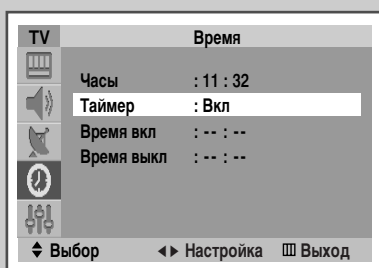 TV Время
Часы : 11 : 32
Таймер : Вкл
Время вкл : -- : --
Время выкл : -- : --
Выбор Настройка Выход